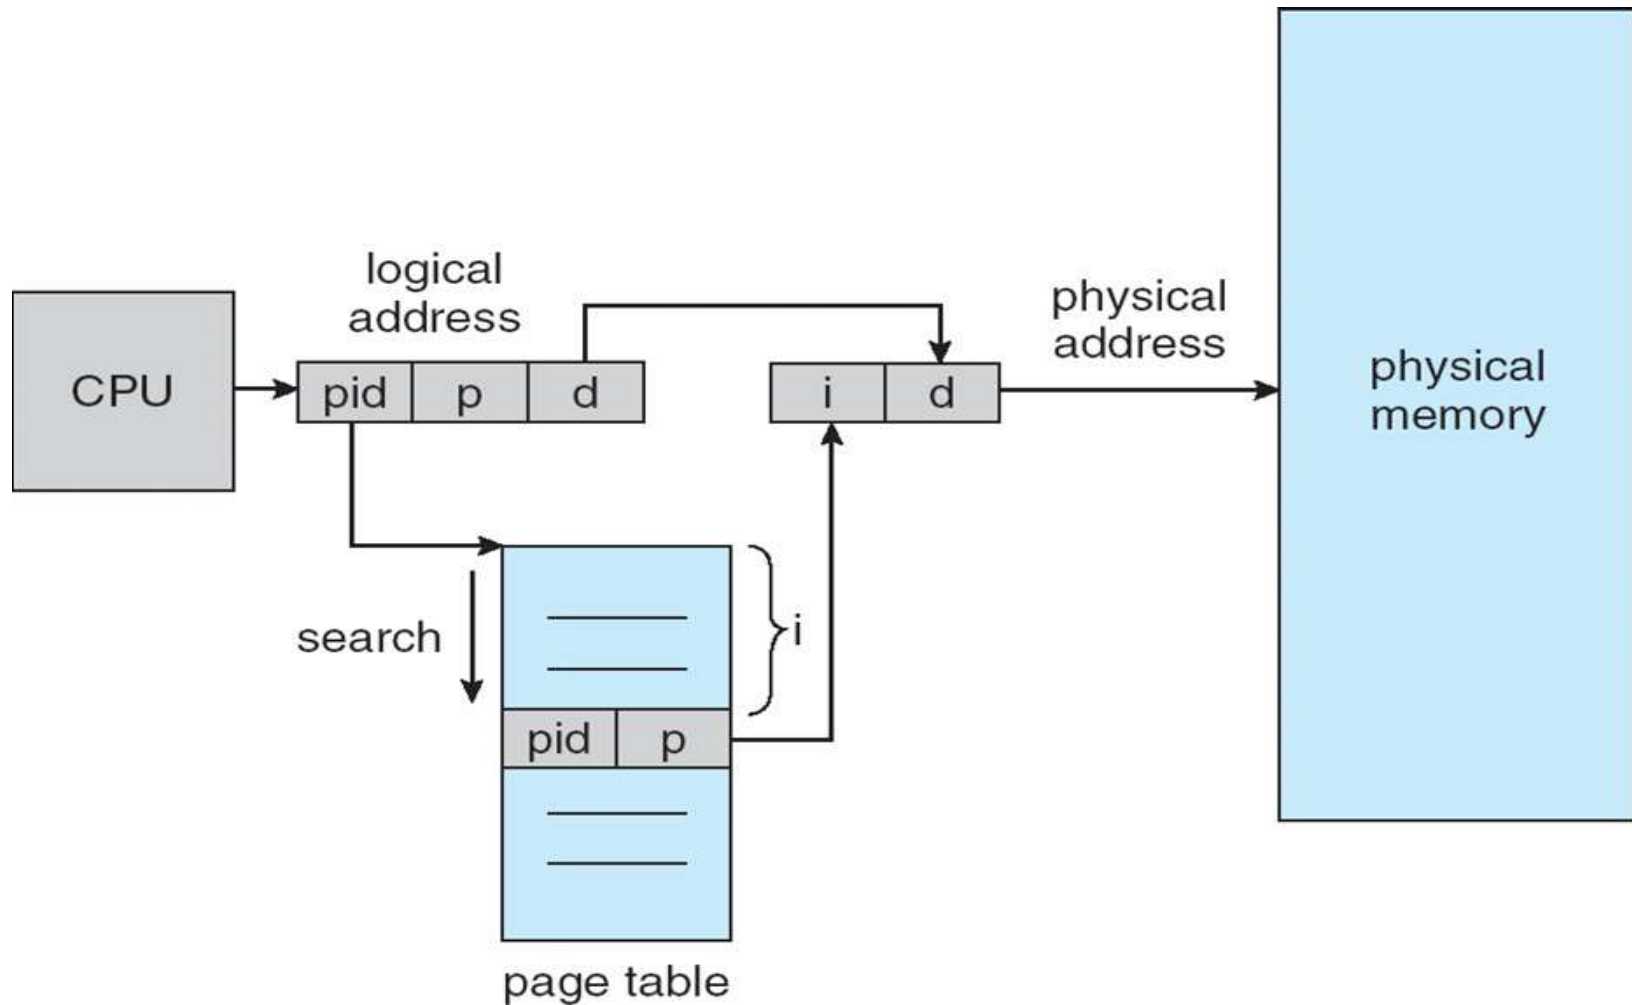 logical
address
physical
address
CPU
pid p d
i d
physical
memory
search
i
pid p
page table